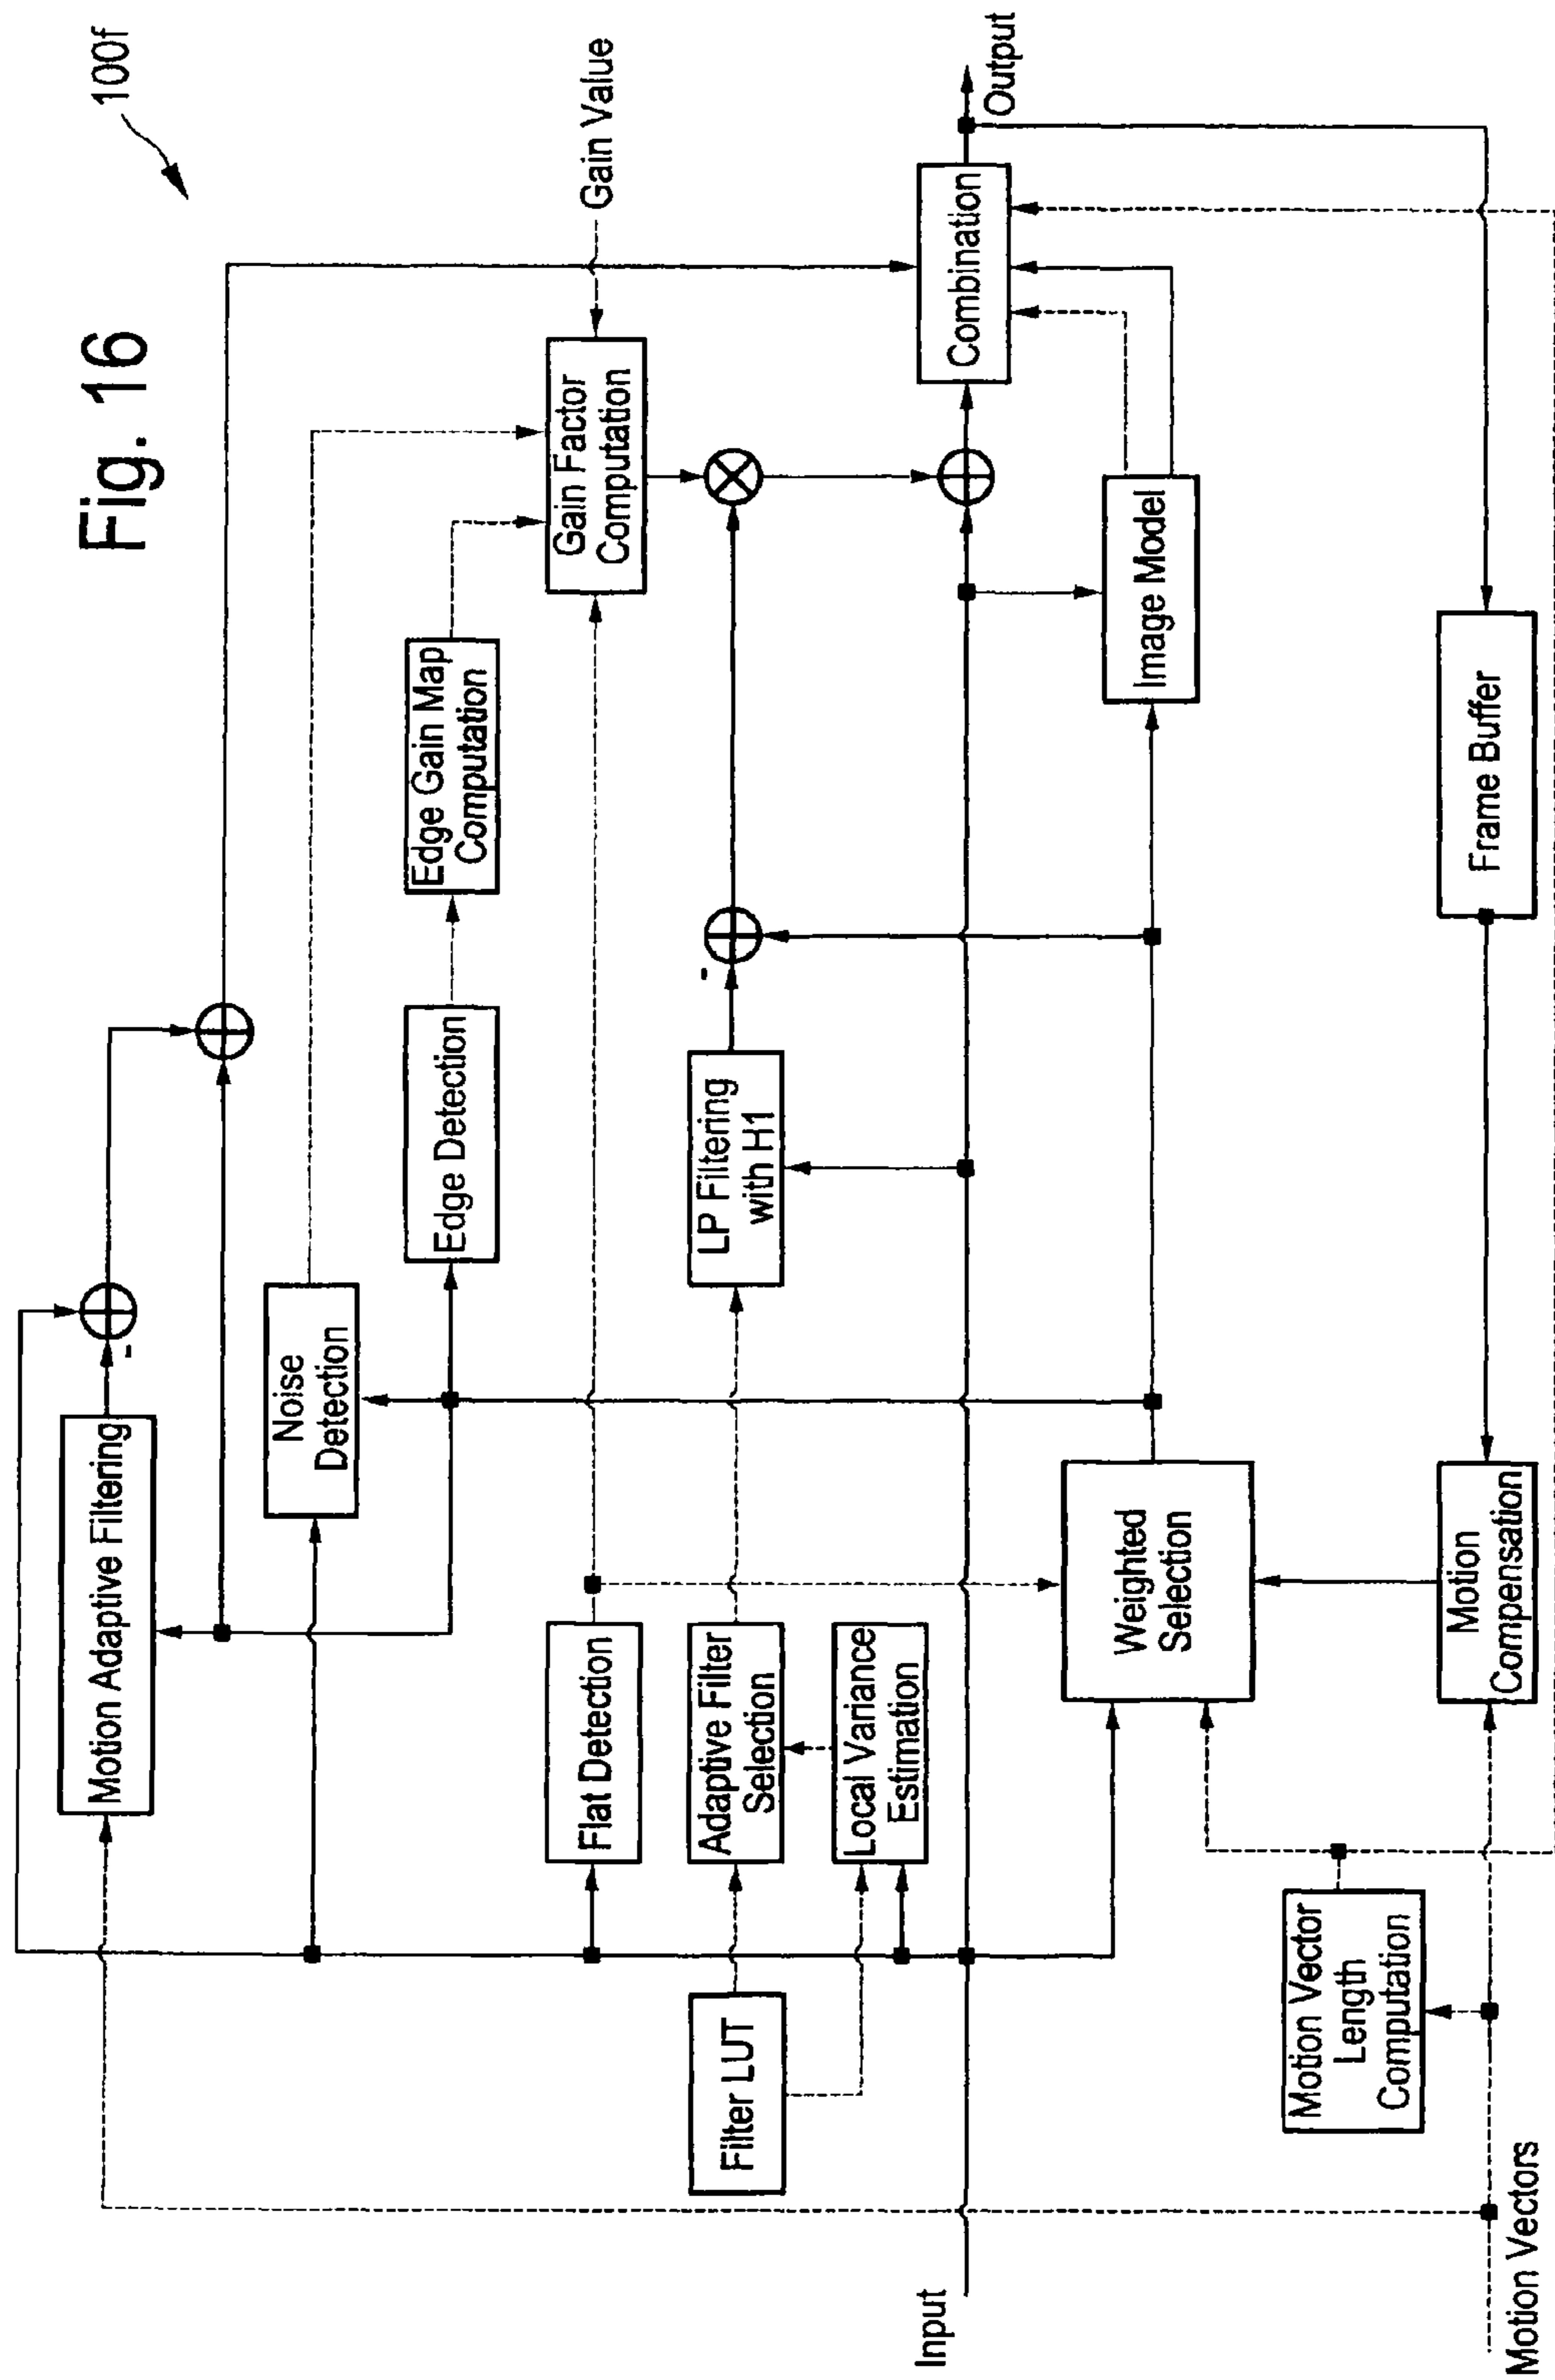 Fig. 16
100f
Motion Adaptive Filtering
Noise
Detection
Edge Detection
Edge Gain Map
Computation
Gain Factor
Computation
Gain Value
Flat Detection
Filter LUT
Adaptive Filter
Selection
LP Filtering
with H1
-
-
Local Variance
Estimation
Input
Combination
Output
Weighted
Selection
Image Model
Motion Vector
Length
Computation
Motion
Compensation
Frame Buffer
Motion Vectors